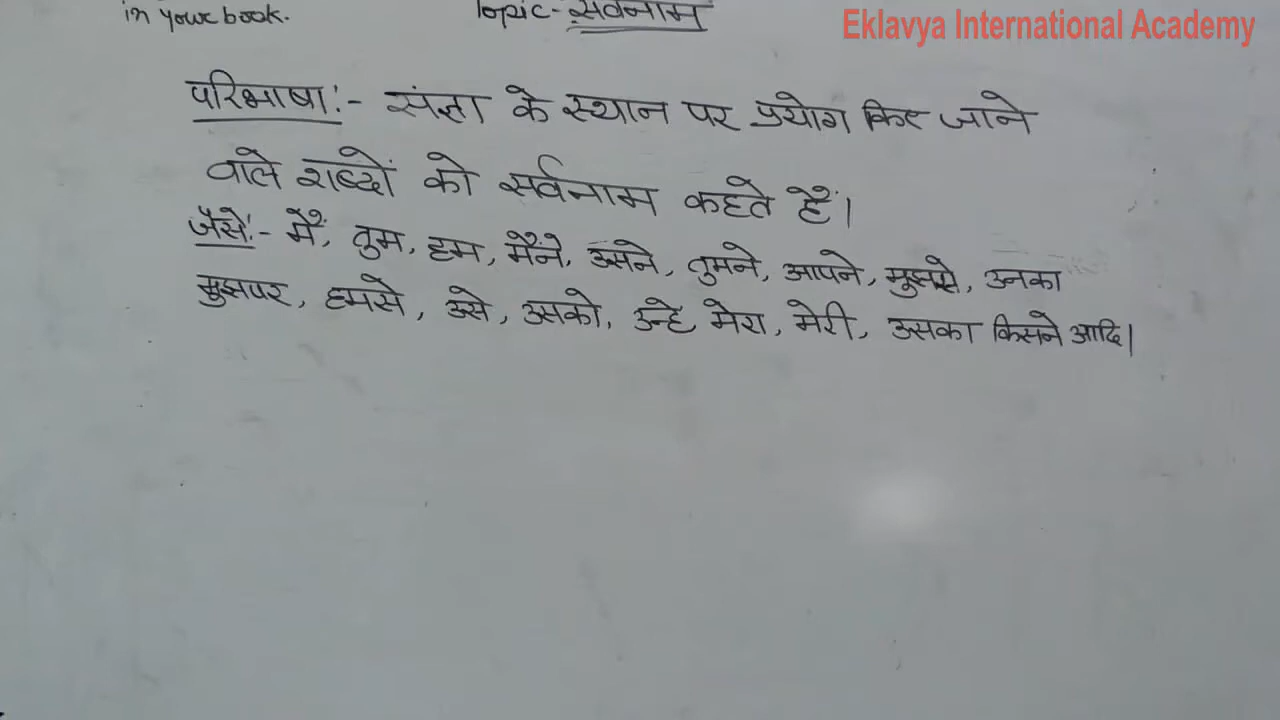 in your book.
Topic- सर्वनाम
Eklavya International Academy
परिभाषा:- संज्ञा के स्थान पर प्रयोग किए जाने
वाले शब्दों को सर्वनाम कहते हैं।
जैसे:- मैं, तुम, हम, मैंने, उसने, तुमने, आपने, मुझसे, उनका
मुझपर, हमसे, उसे, उसको, उन्हे, मेरा, मेरी, उसका किसने आदि।